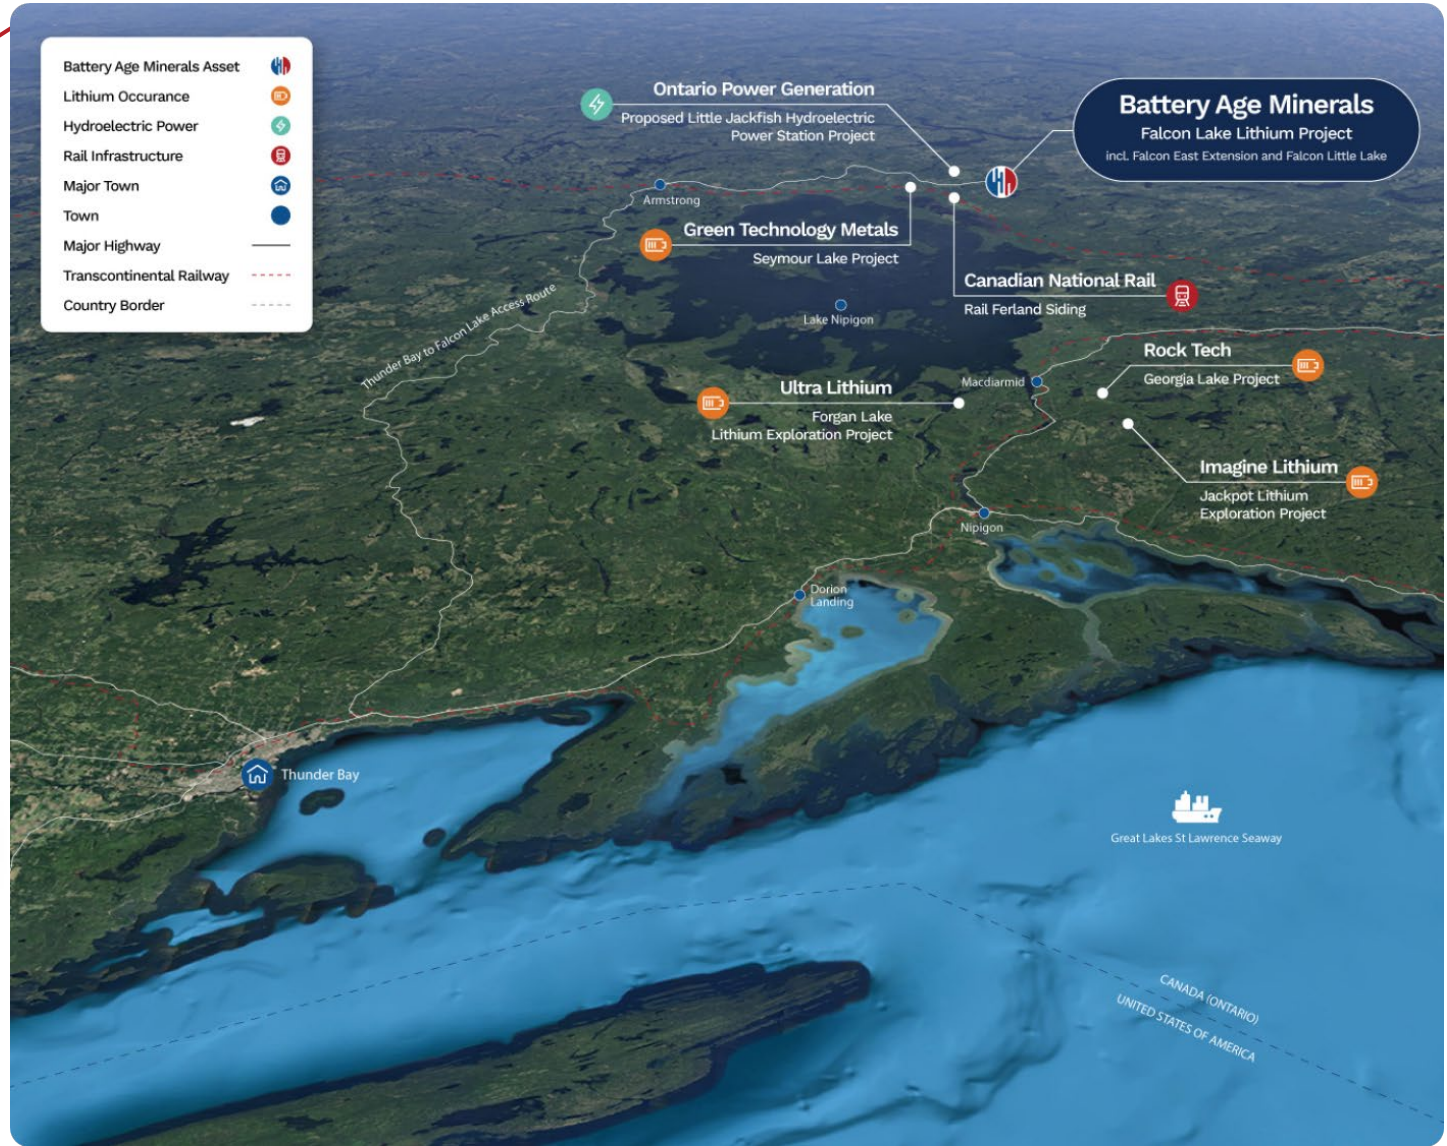 Battery Age Minerals Asset
Lithium Occurance
Hydroelectric Power
Rail Infrastructure
Major Town
Town
Major Highway
Transcontinental Railway
Country Border
Ontario Power Generation
Proposed Little Jackfish Hydroelectric
Power Station Project
Battery Age Minerals
Falcon Lake Lithium Project
incl. Falcon East Extension and Falcon Little Lake
Armstrong
Green Technology Metals
Seymour Lake Project
Canadian National Rail
Rail Ferland Siding
Lake Nipigon
Thunder Bay to Falcon Lake Access Route
Rock Tech
Georgia Lake Project
Macdiarmid
Ultra Lithium
Forgan Lake
Lithium Exploration Project
Imagine Lithium
Jackpot Lithium
Exploration Project
Nipigon
Dorion
Landing
Thunder Bay
Great Lakes St Lawrence Seaway
CANADA (ONTARIO)
UNITED STATES OF AMERICA